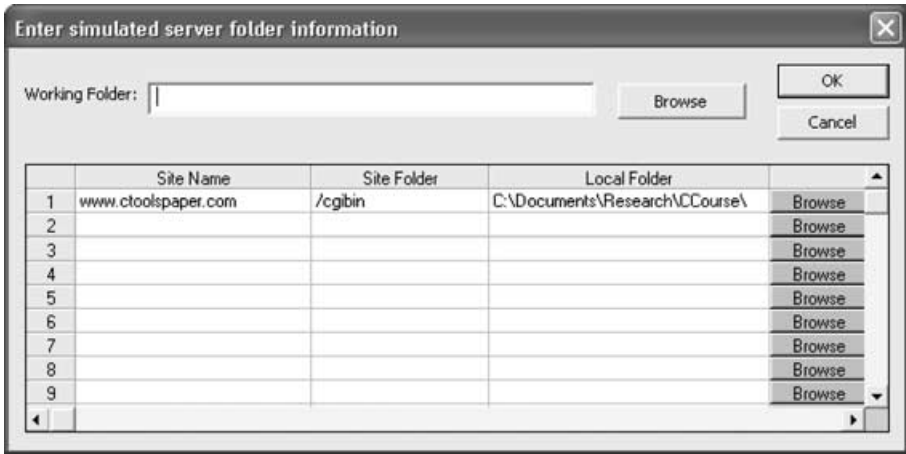 Enter simulated server folder information
Working Folder:
Browse
OK
Cancel
Site Name Site Folder Local Folder
1 www.ctoolspaper.com /cgibin C:\Documents\Research\CCourse\ Browse
2 Browse
3 Browse
4 Browse
5 Browse
6 Browse
7 Browse
8 Browse
9 Browse